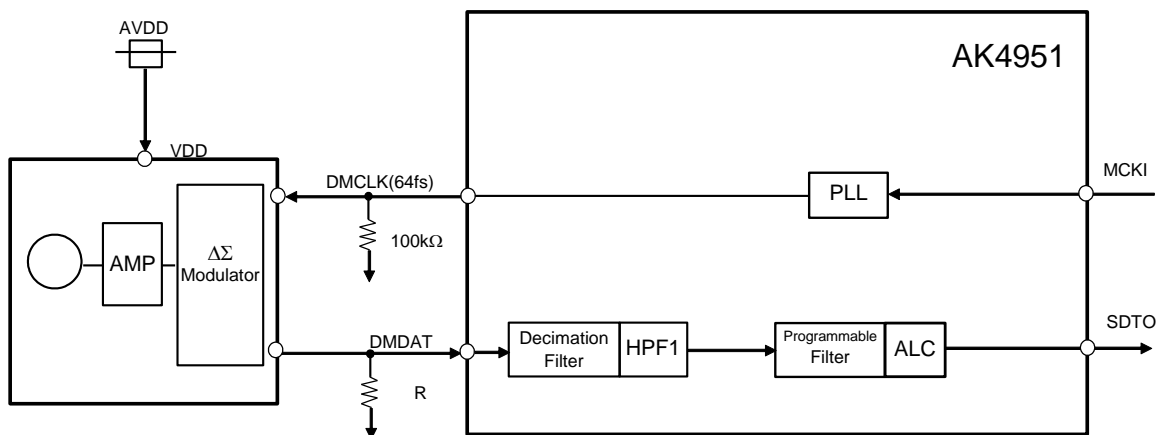 AVDD
AK4951
VDD
DMCLK(64fs)
PLL
MCKI
100kΩ
AMP
ΔΣ
Modulator
DMDAT
Decimation
Filter
HPF1
Programmable
Filter
ALC
SDTO
R